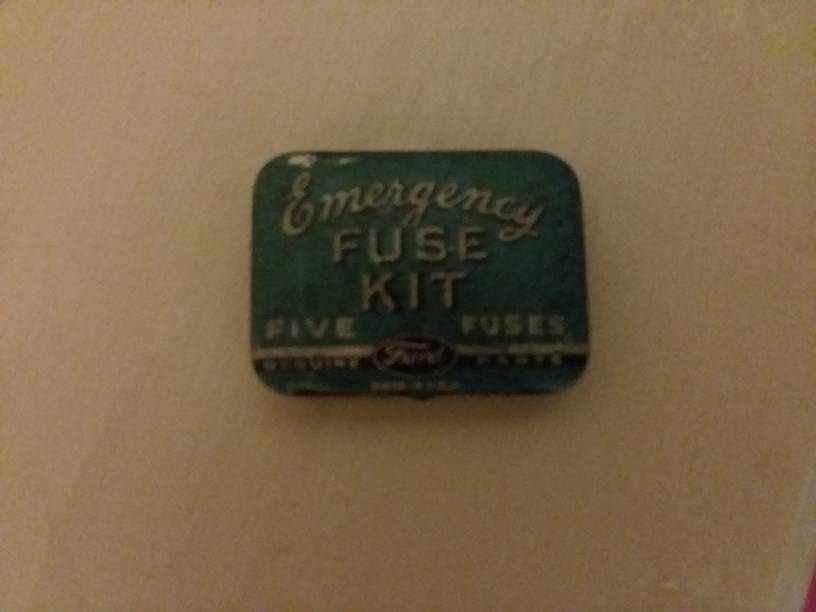 Emergency
FUSE
KIT
FIVE FUSES
GENUINE Ford PARTS